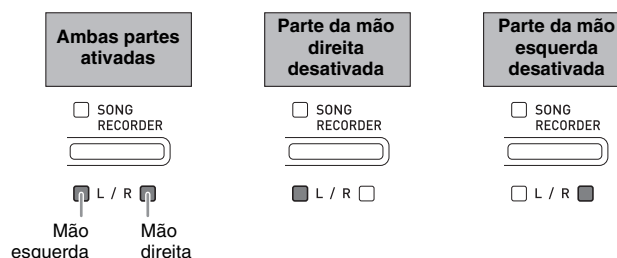 Ambas partes
ativadas
SONG
RECORDER
L / R
Mão
esquerda
Mão
direita
Parte da mão
direita
desativada
SONG
RECORDER
L / R
Parte da mão
esquerda
desativada
SONG
RECORDER
L / R